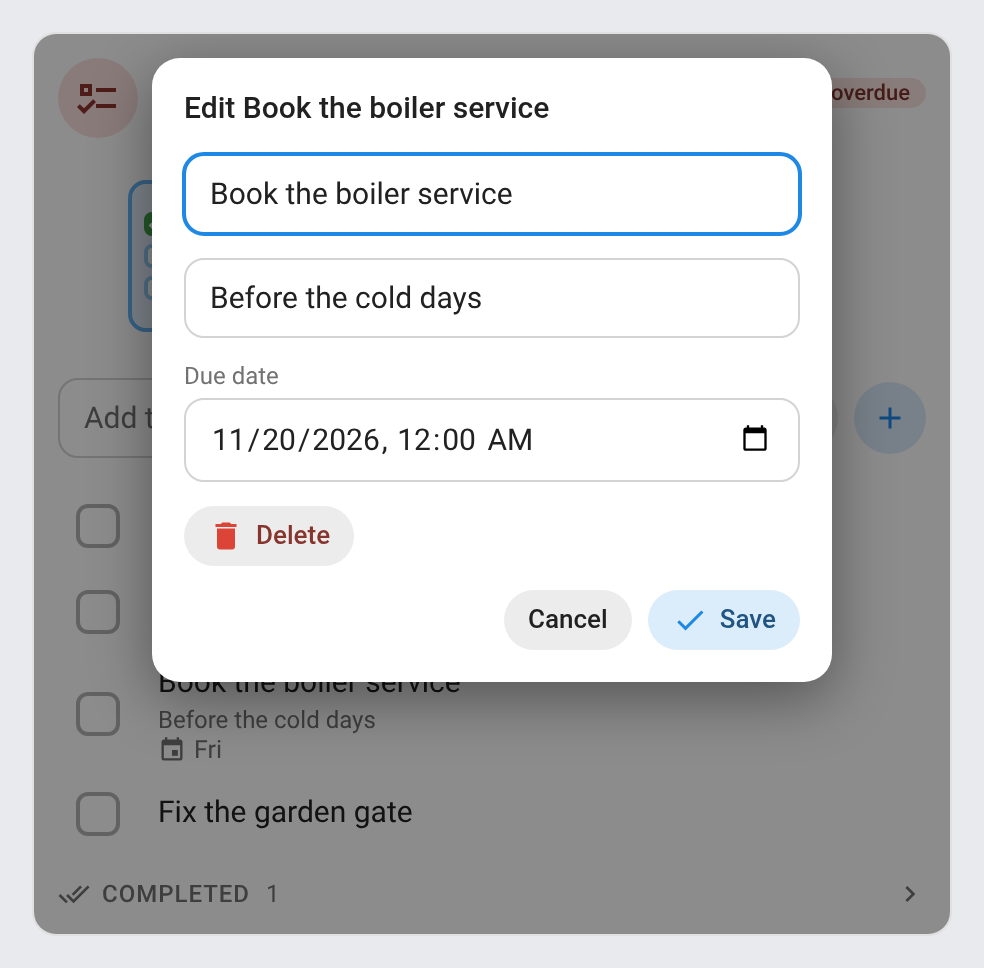 overdue
Edit Book the boiler service
Book the boiler service
Before the cold days
Due date
11/20/2026, 12:00 AM
Delete
Cancel
Save
Add t
Book the boiler service
Before the cold days
Fri
Fix the garden gate
COMPLETED 1